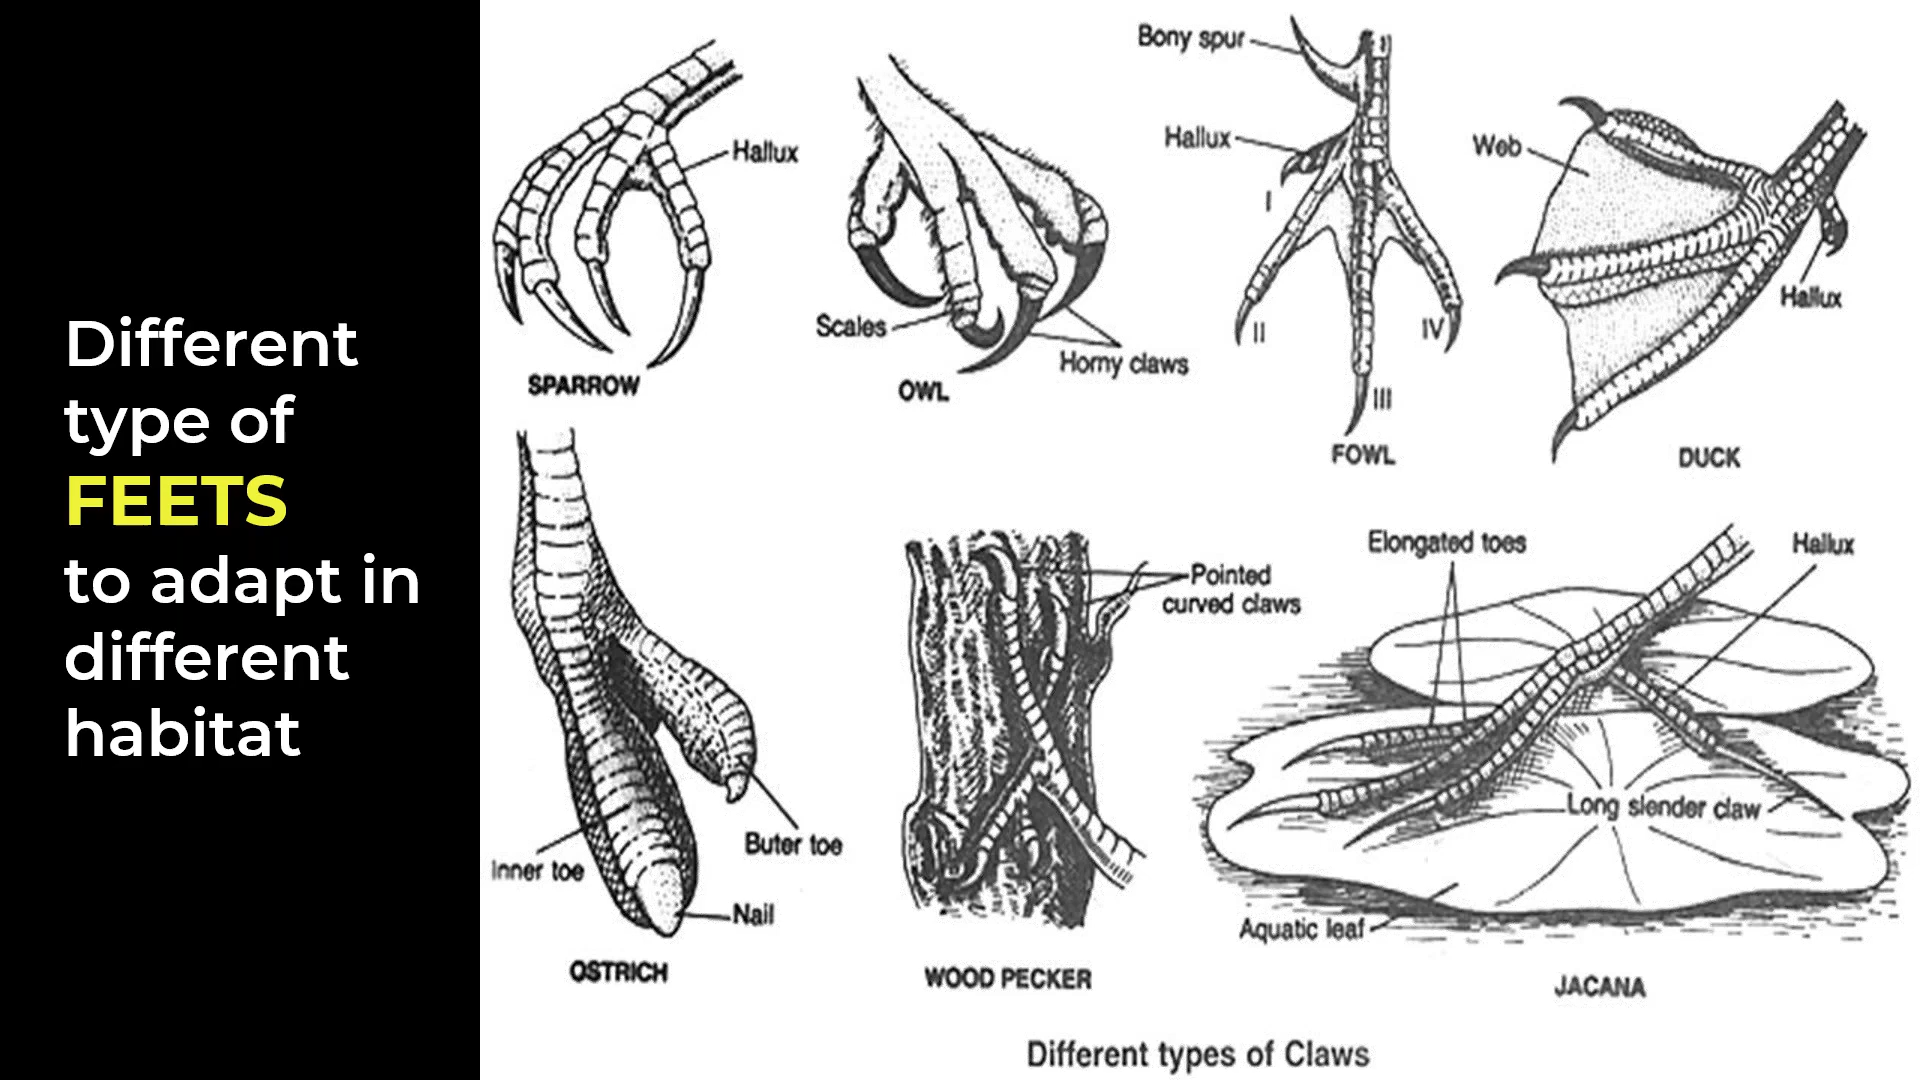 Different
type of
FEETS
to adapt in
different
habitat
Hallux
SPARROW
Scales
Horny claws
OWL
Bony spur
Hallux
I
II
III
IV
FOWL
Web
Hallux
DUCK
Inner toe
Buter toe
Nail
OSTRICH
Pointed
curved claws
WOOD PECKER
Elongated toes
Hallux
Long slender claw
Aquatic leaf
JACANA
Different types of Claws